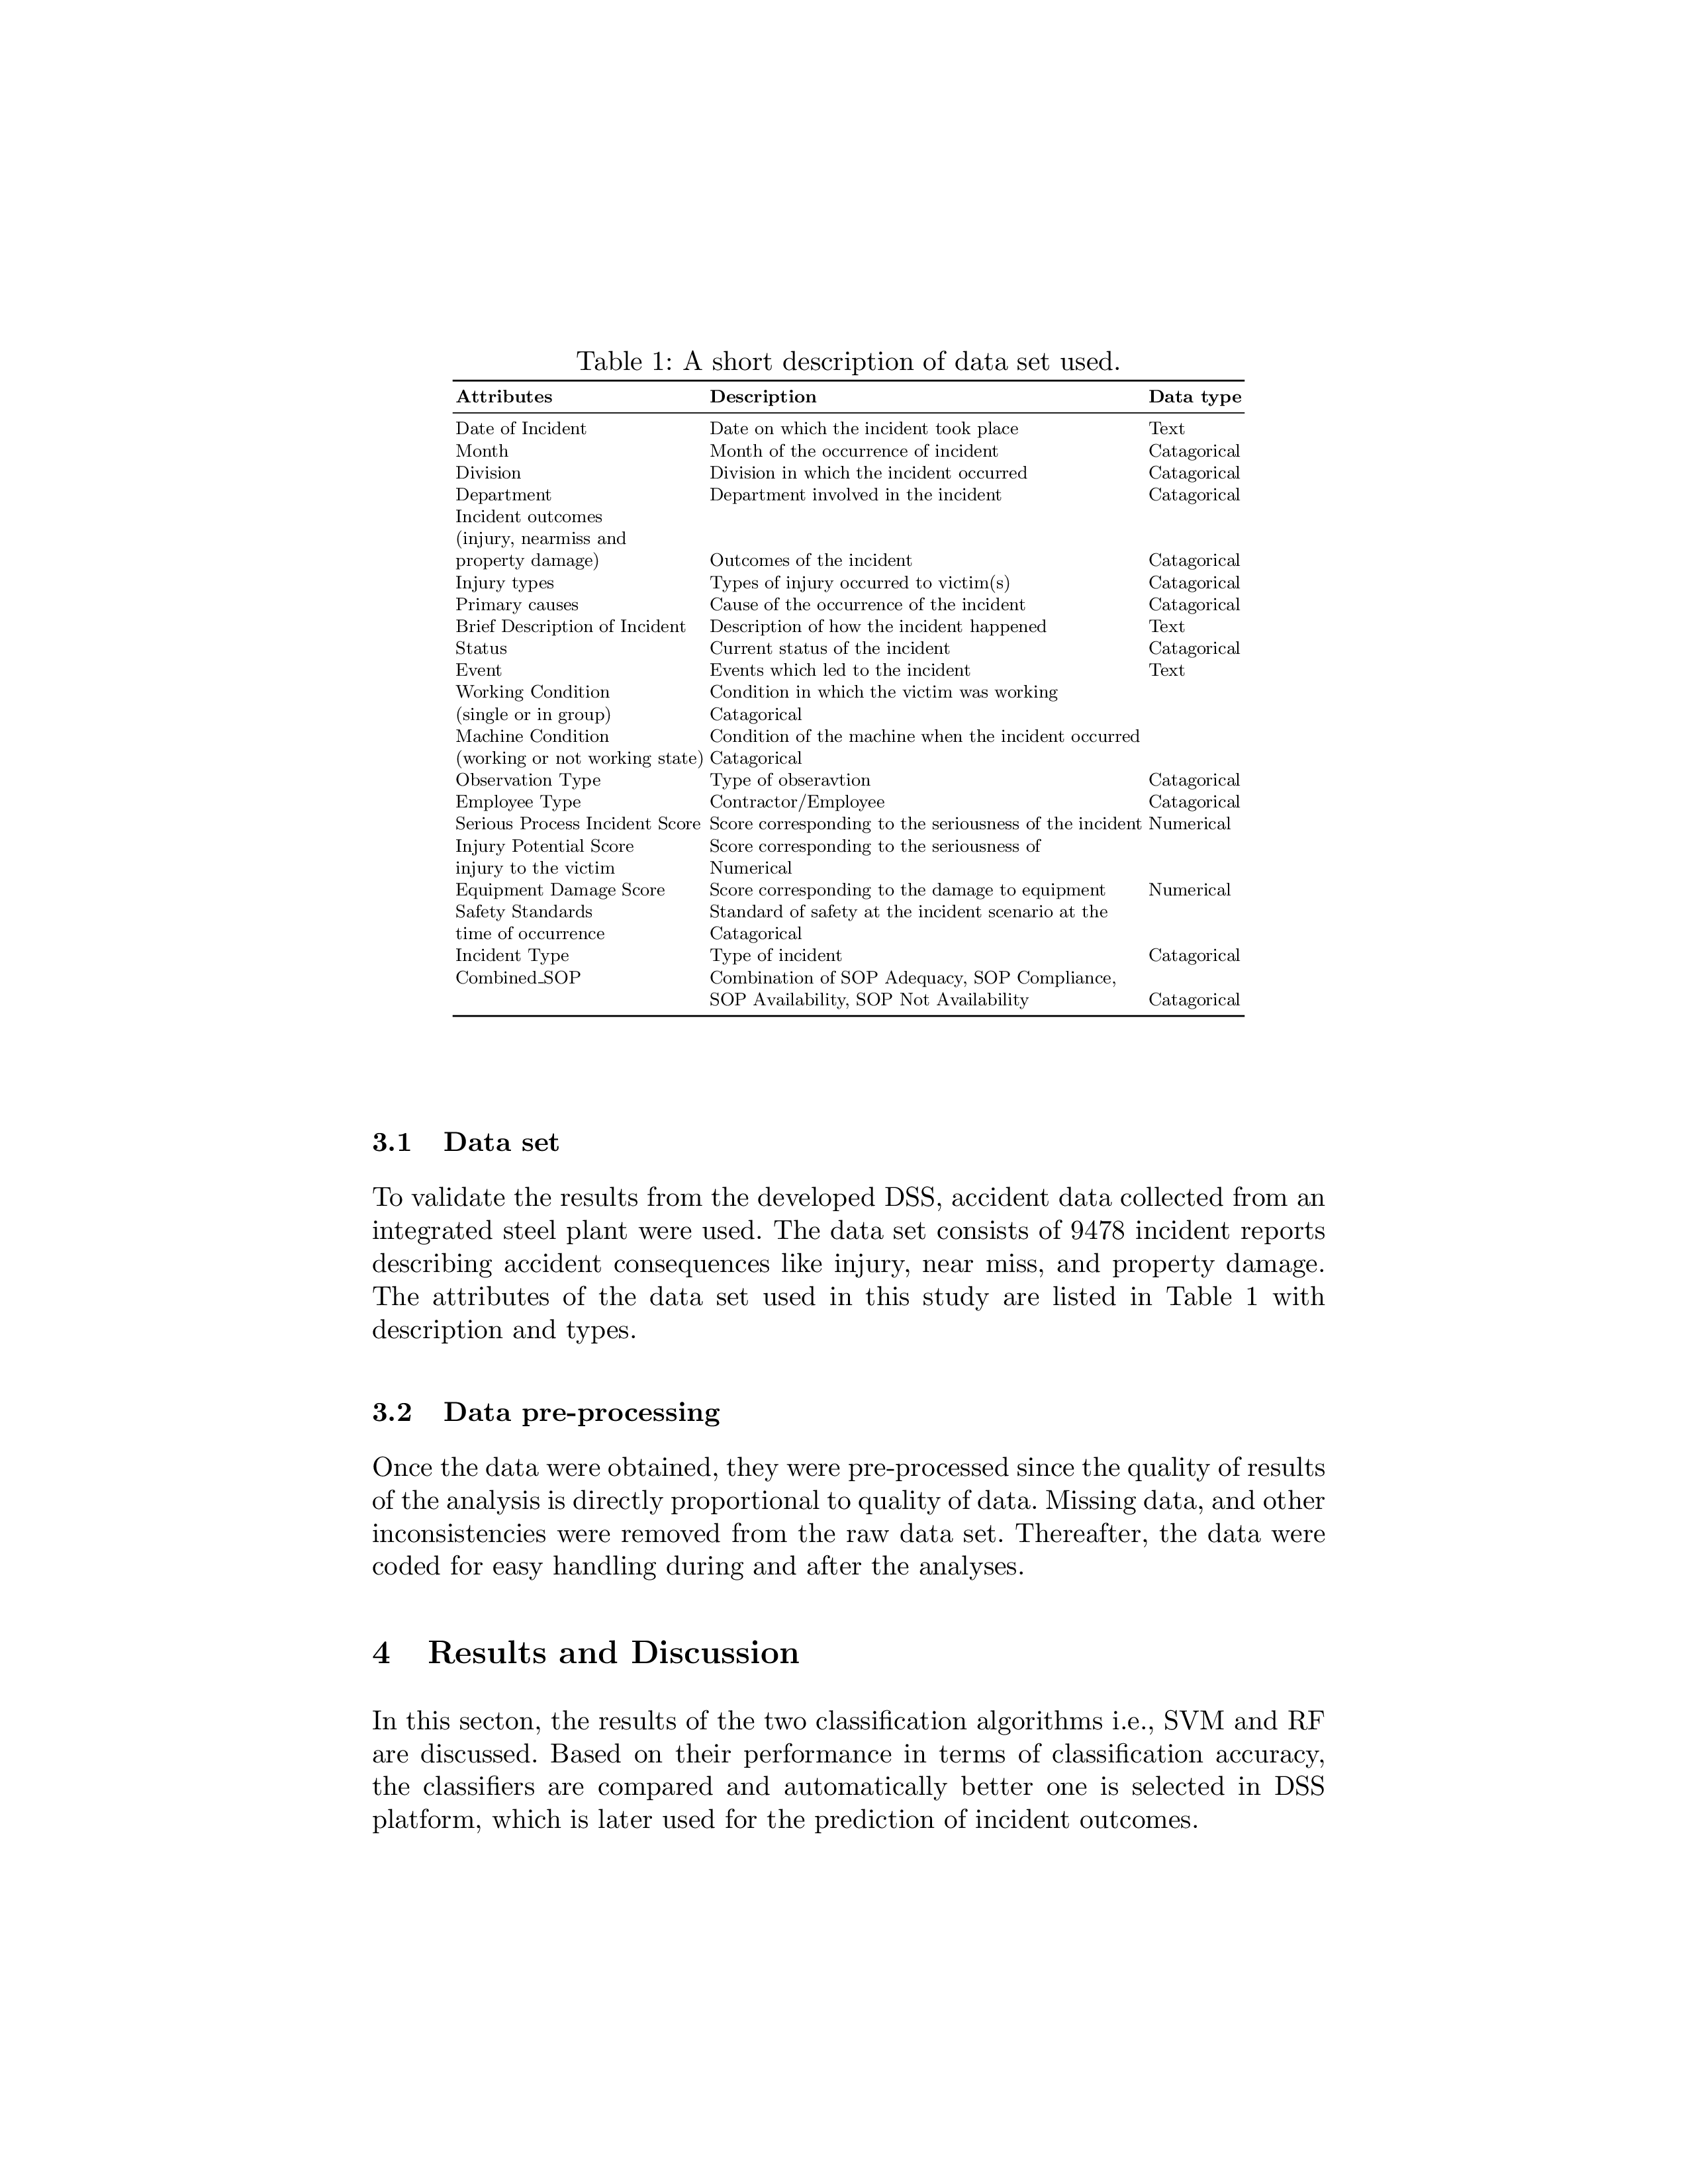 Table 1: A short description of data set used.
Attributes Description Data type
Date of Incident Date on which the incident took place Text
Month Month of the occurrence of incident Catagorical
Division Division in which the incident occurred Catagorical
Department Department involved in the incident Catagorical
Incident outcomes
(injury, nearmiss and
property damage) Outcomes of the incident Catagorical
Injury types Types of injury occurred to victim(s) Catagorical
Primary causes Cause of the occurrence of the incident Catagorical
Brief Description of Incident Description of how the incident happened Text
Status Current status of the incident Catagorical
Event Events which led to the incident Text
Working Condition Condition in which the victim was working
(single or in group) Catagorical
Machine Condition Condition of the machine when the incident occurred
(working or not working state) Catagorical
Observation Type Type of obseravtion Catagorical
Employee Type Contractor/Employee Catagorical
Serious Process Incident Score Score corresponding to the seriousness of the incident Numerical
Injury Potential Score Score corresponding to the seriousness of
injury to the victim Numerical
Equipment Damage Score Score corresponding to the damage to equipment Numerical
Safety Standards Standard of safety at the incident scenario at the
time of occurrence Catagorical
Incident Type Type of incident Catagorical
Combined_SOP Combination of SOP Adequacy, SOP Compliance,
SOP Availability, SOP Not Availability Catagorical
3.1 Data set
To validate the results from the developed DSS, accident data collected from an
integrated steel plant were used. The data set consists of 9478 incident reports
describing accident consequences like injury, near miss, and property damage.
The attributes of the data set used in this study are listed in Table 1 with
description and types.
3.2 Data pre-processing
Once the data were obtained, they were pre-processed since the quality of results
of the analysis is directly proportional to quality of data. Missing data, and other
inconsistencies were removed from the raw data set. Thereafter, the data were
coded for easy handling during and after the analyses.
4 Results and Discussion
In this secton, the results of the two classification algorithms i.e., SVM and RF
are discussed. Based on their performance in terms of classification accuracy,
the classifiers are compared and automatically better one is selected in DSS
platform, which is later used for the prediction of incident outcomes.